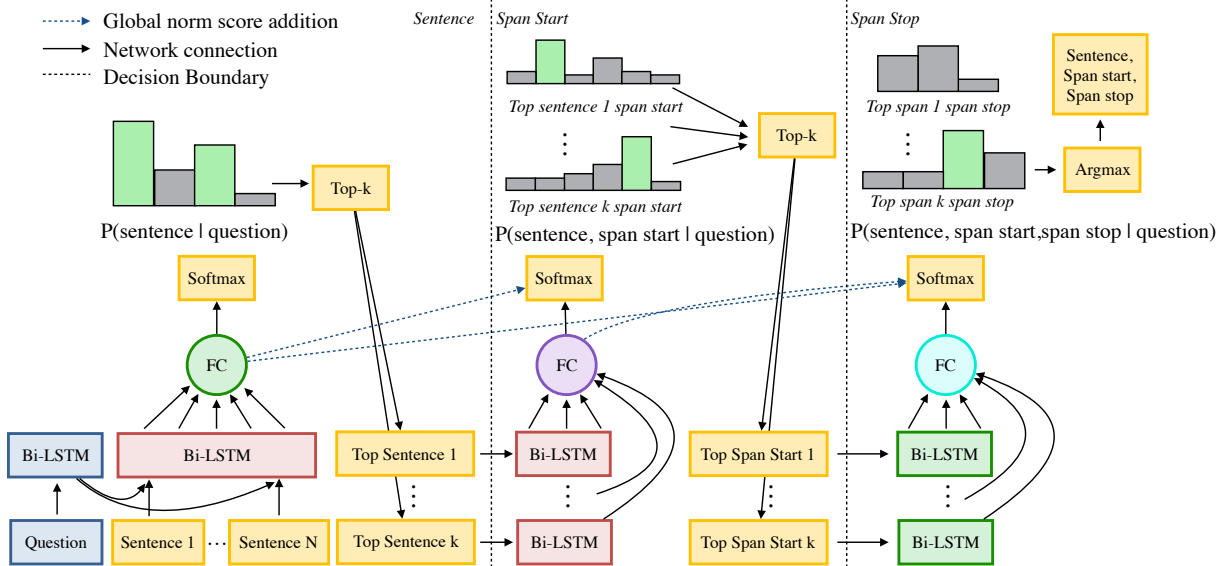 Global norm score addition
Network connection
Decision Boundary
Sentence
Top-k
P(sentence | question)
Softmax
FC
Bi-LSTM
Bi-LSTM
Question
Sentence 1
...
Sentence N
Top Sentence 1
...
Top Sentence k
Span Start
Top sentence 1 span start
...
Top sentence k span start
Top-k
P(sentence, span start | question)
Softmax
FC
Bi-LSTM
...
Bi-LSTM
Top Span Start 1
...
Top Span Start k
Span Stop
Top span 1 span stop
...
Top span k span stop
Sentence,
Span start,
Span stop
Argmax
P(sentence, span start,span stop | question)
Softmax
FC
Bi-LSTM
...
Bi-LSTM